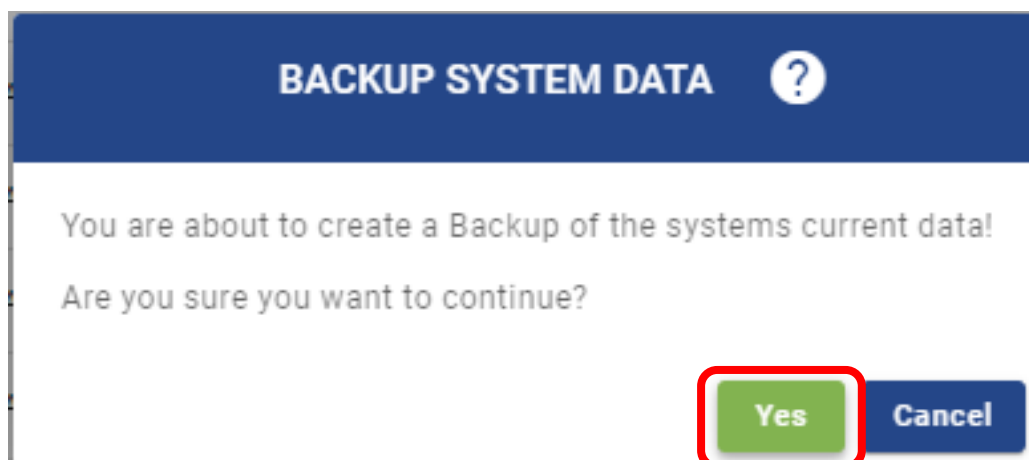 BACKUP SYSTEM DATA ?
You are about to create a Backup of the systems current data!
Are you sure you want to continue?
Yes Cancel